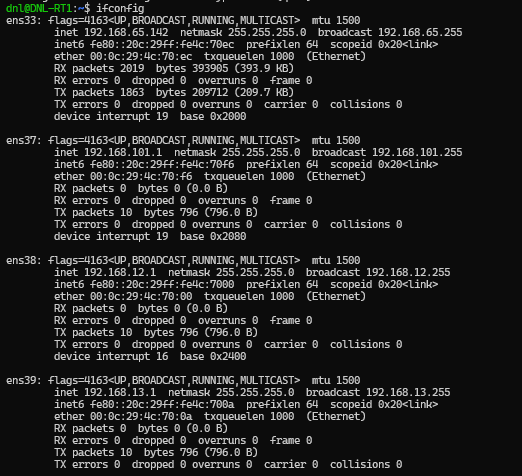 dnl@DNL-RT1:~$ ifconfig
ens33: flags=4163<UP,BROADCAST,RUNNING,MULTICAST>  mtu 1500
        inet 192.168.65.142  netmask 255.255.255.0  broadcast 192.168.65.255
        inet6 fe80::20c:29ff:fe4c:70ec  prefixlen 64  scopeid 0x20<link>
        ether 00:0c:29:4c:70:ec  txqueuelen 1000  (Ethernet)
        RX packets 2019  bytes 393905 (393.9 KB)
        RX errors 0  dropped 0  overruns 0  frame 0
        TX packets 1863  bytes 209712 (209.7 KB)
        TX errors 0  dropped 0 overruns 0  carrier 0  collisions 0
        device interrupt 19  base 0x2000
ens37: flags=4163<UP,BROADCAST,RUNNING,MULTICAST>  mtu 1500
        inet 192.168.101.1  netmask 255.255.255.0  broadcast 192.168.101.255
        inet6 fe80::20c:29ff:fe4c:70f6  prefixlen 64  scopeid 0x20<link>
        ether 00:0c:29:4c:70:f6  txqueuelen 1000  (Ethernet)
        RX packets 0  bytes 0 (0.0 B)
        RX errors 0  dropped 0  overruns 0  frame 0
        TX packets 10  bytes 796 (796.0 B)
        TX errors 0  dropped 0 overruns 0  carrier 0  collisions 0
        device interrupt 19  base 0x2080
ens38: flags=4163<UP,BROADCAST,RUNNING,MULTICAST>  mtu 1500
        inet 192.168.12.1  netmask 255.255.255.0  broadcast 192.168.12.255
        inet6 fe80::20c:29ff:fe4c:7000  prefixlen 64  scopeid 0x20<link>
        ether 00:0c:29:4c:70:00  txqueuelen 1000  (Ethernet)
        RX packets 0  bytes 0 (0.0 B)
        RX errors 0  dropped 0  overruns 0  frame 0
        TX packets 10  bytes 796 (796.0 B)
        TX errors 0  dropped 0 overruns 0  carrier 0  collisions 0
        device interrupt 16  base 0x2400
ens39: flags=4163<UP,BROADCAST,RUNNING,MULTICAST>  mtu 1500
        inet 192.168.13.1  netmask 255.255.255.0  broadcast 192.168.13.255
        inet6 fe80::20c:29ff:fe4c:700a  prefixlen 64  scopeid 0x20<link>
        ether 00:0c:29:4c:70:0a  txqueuelen 1000  (Ethernet)
        RX packets 0  bytes 0 (0.0 B)
        RX errors 0  dropped 0  overruns 0  frame 0
        TX packets 10  bytes 796 (796.0 B)
        TX errors 0  dropped 0 overruns 0  carrier 0  collisions 0